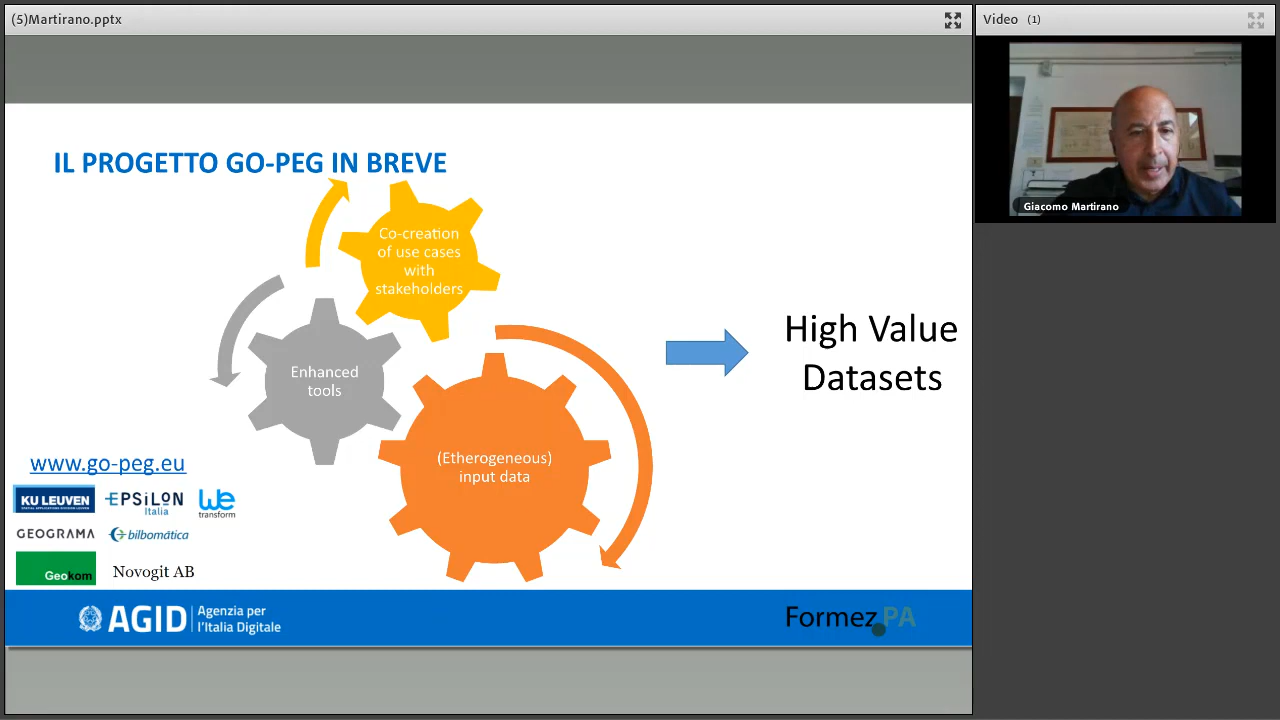 (5)Martirano.pptx
Video (1)
Giacomo Martirano
IL PROGETTO GO-PEG IN BREVE
Co-creation
of use cases
with
stakeholders
Enhanced
tools
(Etherogeneous)
input data
High Value
Datasets
www.go-peg.eu
KU LEUVEN
EPSILON
Italia
we
transform
GEOGRAMA
bilbomática
Geokom
Novogit AB
AGID
Agenzia per
l'Italia Digitale
Formez PA